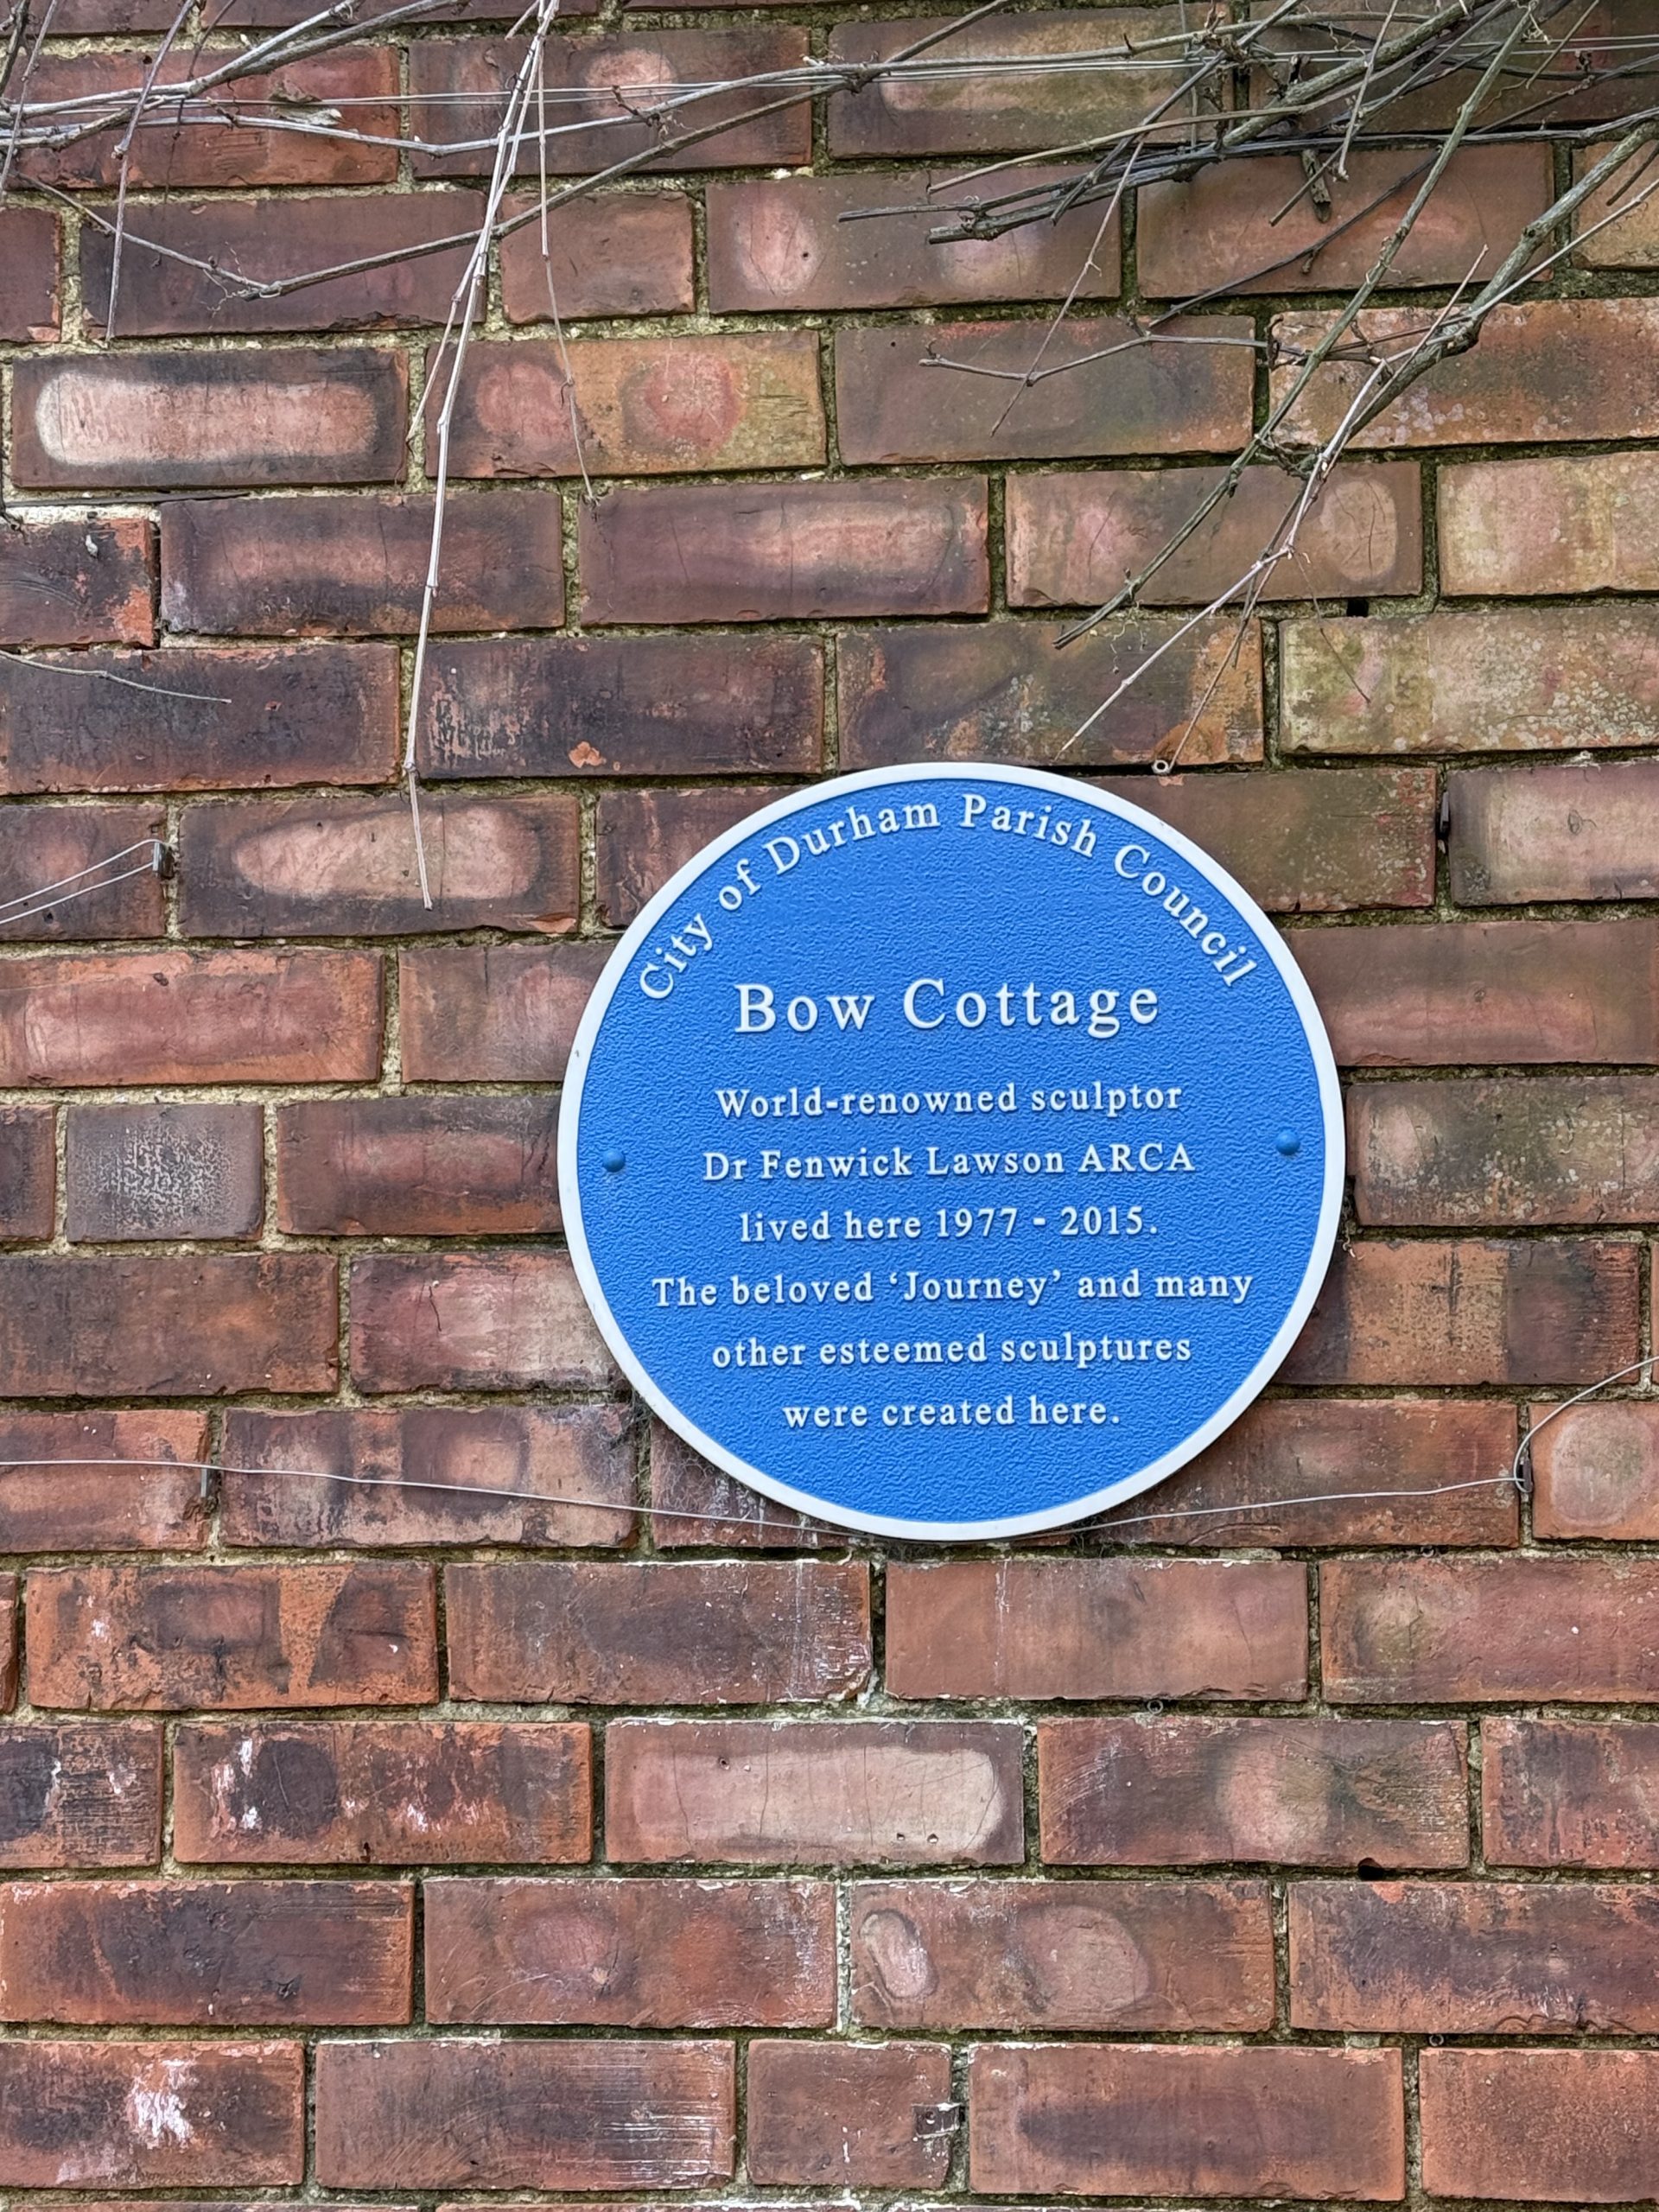 City of Durham Parish Council
Bow Cottage
World-renowned sculptor
Dr Fenwick Lawson ARCA
lived here 1977 - 2015.
The beloved ‘Journey’ and many
other esteemed sculptures
were created here.